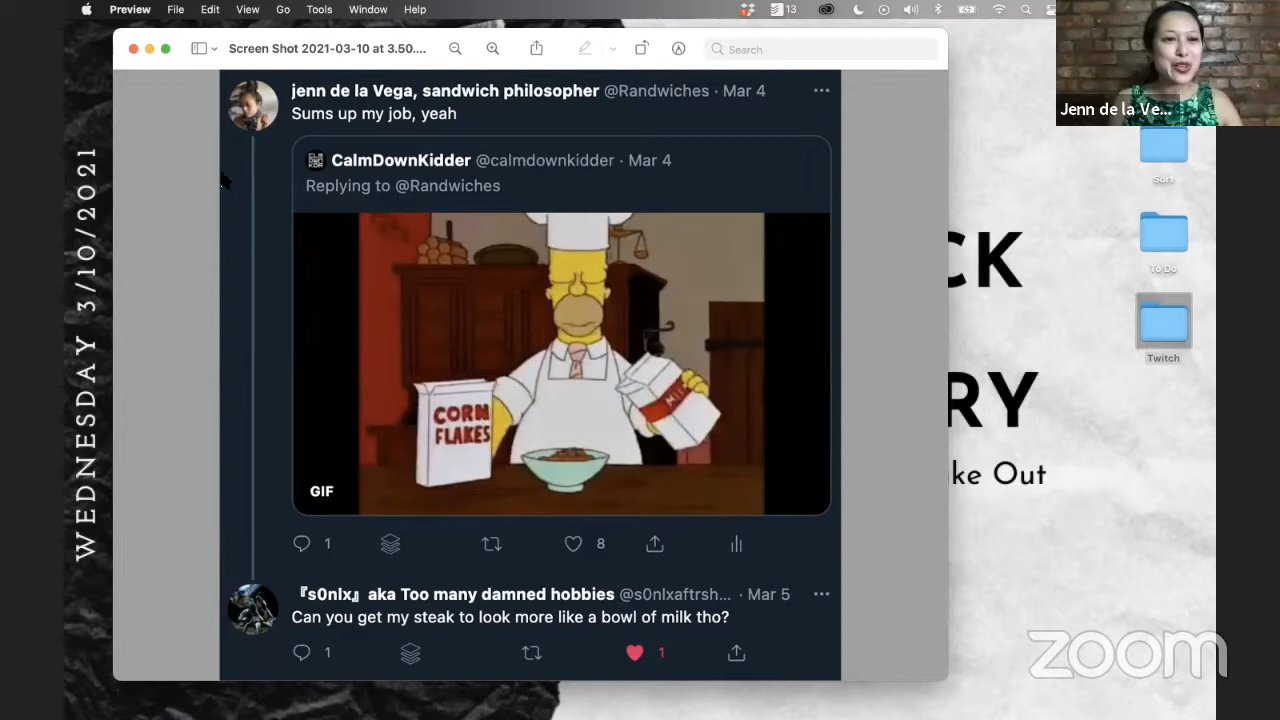 Preview File Edit View Go Tools Window Help
13
Screen Shot 2021-03-10 at 3.50....
Search
Jenn de la Ve...
jenn de la Vega, sandwich philosopher @Randwiches · Mar 4
Sums up my job, yeah
CalmDownKidder @calmdownkidder · Mar 4
Replying to @Randwiches
CORN
FLAKES
GIF
1
8
『s0nlx』 aka Too many damned hobbies @s0nlxaftrsh... · Mar 5
Can you get my steak to look more like a bowl of milk tho?
1
1
WEDNESDAY 3/10/2021
CK
RY
ke Out
Sort
To Do
Twitch
zoom